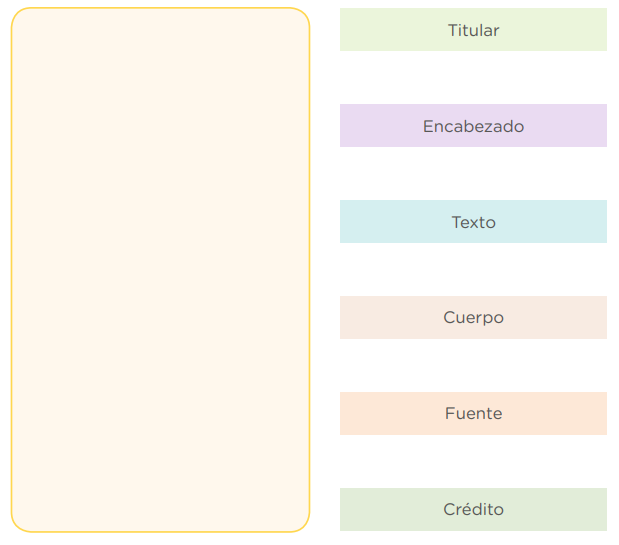 Titular
Encabezado
Texto
Cuerpo
Fuente
Crédito